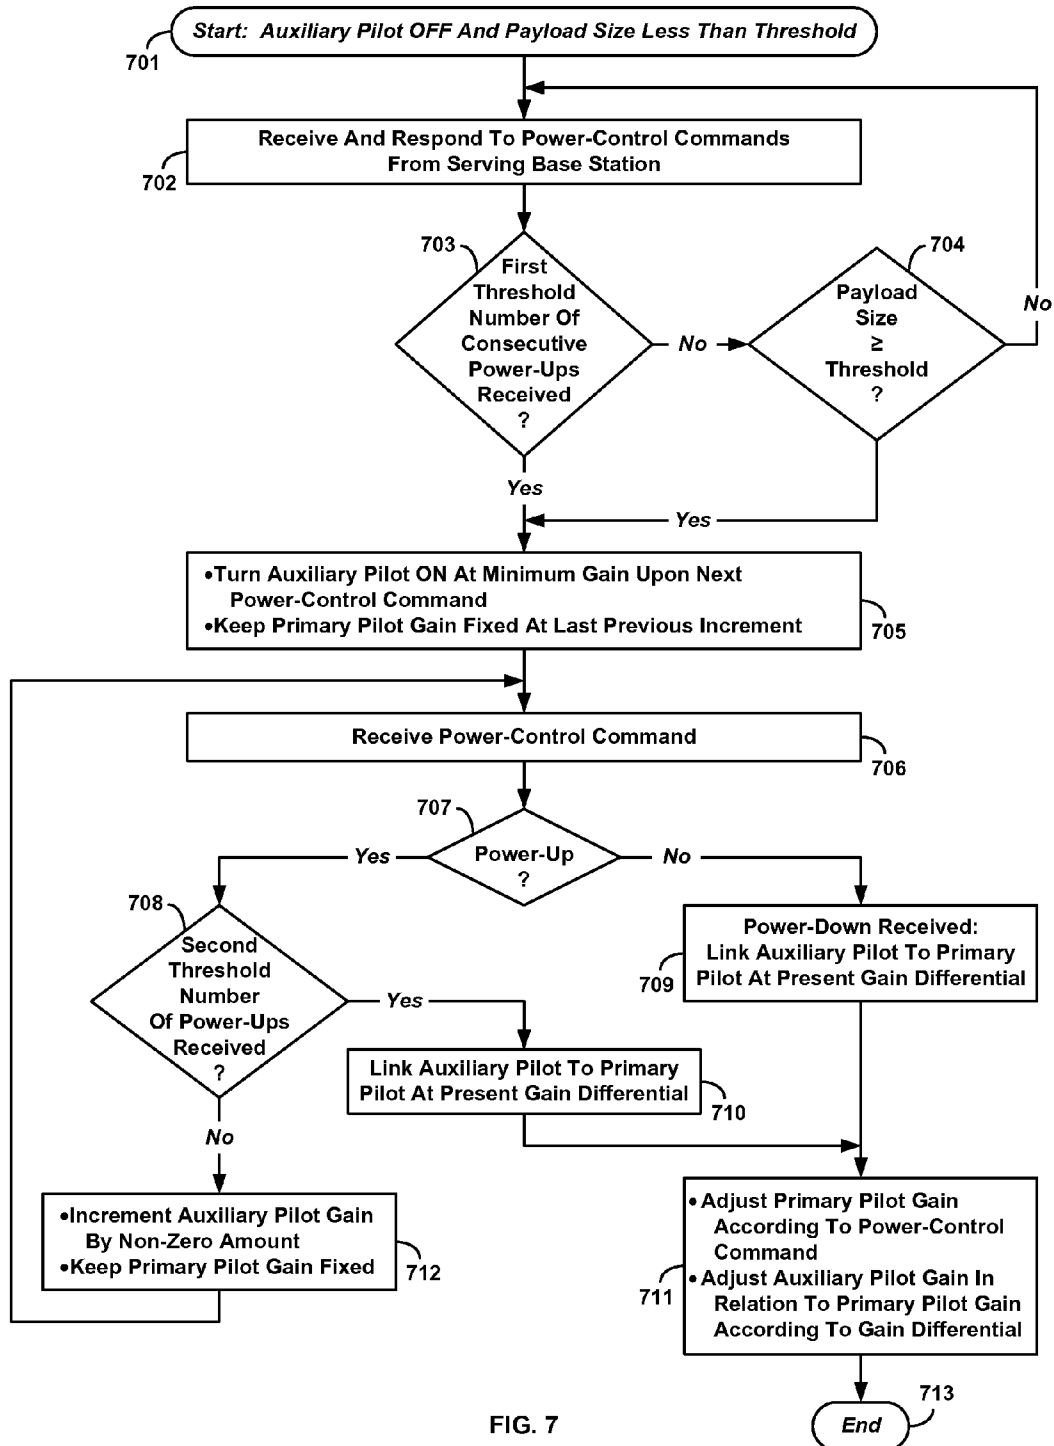 Start: Auxiliary Pilot OFF And Payload Size Less Than Threshold
701
Receive And Respond To Power-Control Commands
From Serving Base Station
702
703
First
Threshold
Number Of
Consecutive
Power-Ups
Received
?
No
704
Payload
Size
≥
Threshold
?
No
Yes
Yes
•Turn Auxiliary Pilot ON At Minimum Gain Upon Next
Power-Control Command
•Keep Primary Pilot Gain Fixed At Last Previous Increment
705
Receive Power-Control Command
706
707
Power-Up
?
Yes
No
708
Second
Threshold
Number
Of Power-Ups
Received
?
Yes
Power-Down Received:
Link Auxiliary Pilot To Primary
Pilot At Present Gain Differential
709
Link Auxiliary Pilot To Primary
Pilot At Present Gain Differential
710
No
•Increment Auxiliary Pilot Gain
By Non-Zero Amount
•Keep Primary Pilot Gain Fixed
712
• Adjust Primary Pilot Gain
According To Power-Control
Command
• Adjust Auxiliary Pilot Gain In
Relation To Primary Pilot Gain
According To Gain Differential
711
713
End
FIG. 7